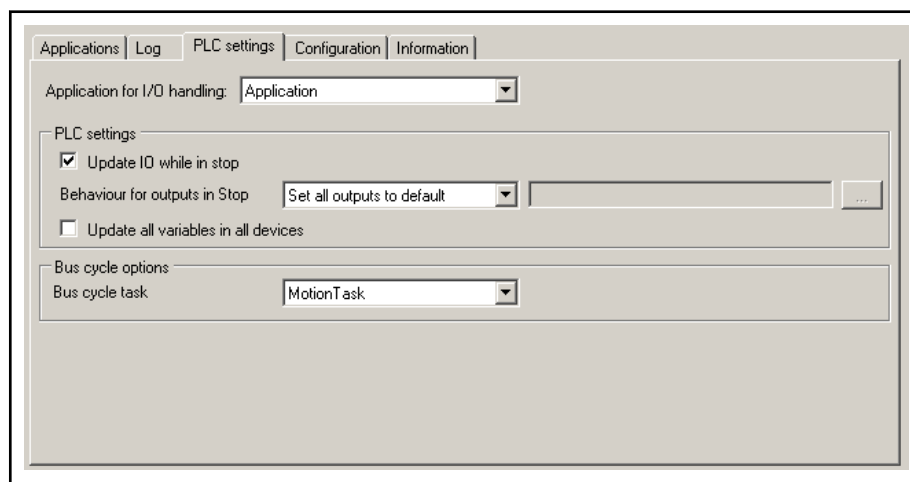 Applications Log PLC settings Configuration Information
Application for I/O handling: Application
PLC settings
Update IO while in stop
Behaviour for outputs in Stop Set all outputs to default ...
Update all variables in all devices
Bus cycle options
Bus cycle task MotionTask